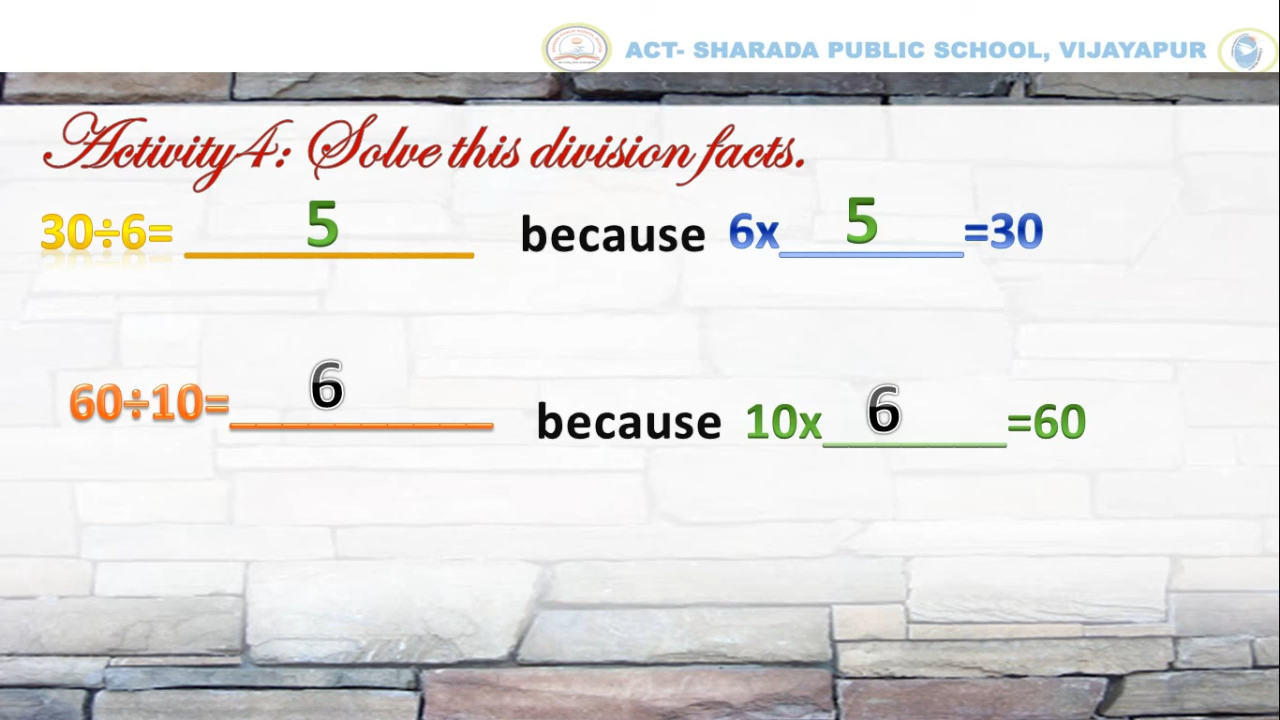 ACT- SHARADA PUBLIC SCHOOL, VIJAYAPUR
Activity4: Solve this division facts.
30÷6= 5 because 6x 5 =30
60÷10= 6 because 10x 6 =60